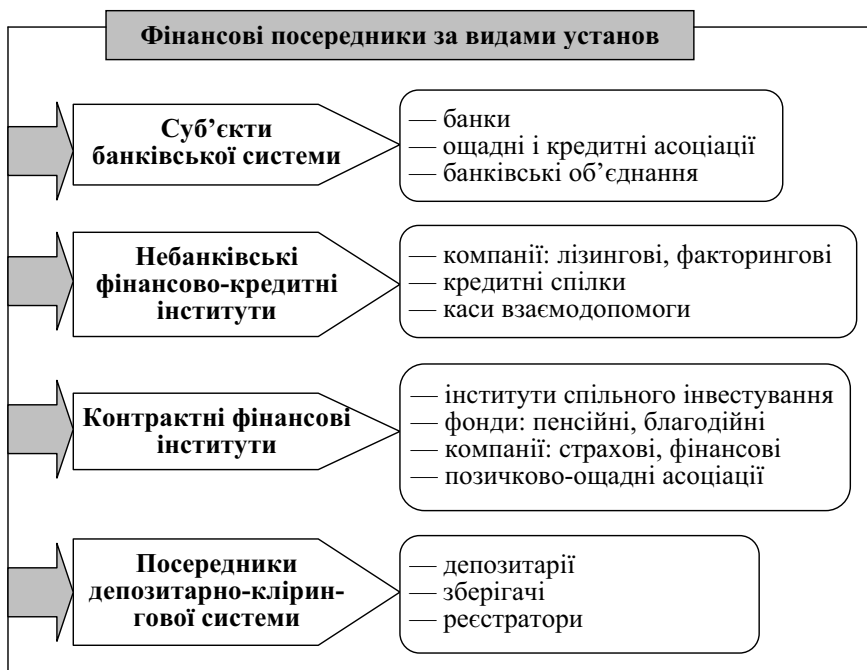 Фінансові посередники за видами установ
Суб’єкти
банківської системи
— банки
— ощадні і кредитні асоціації
— банківські об’єднання
Небанківські
фінансово-кредитні
інститути
— компанії: лізингові, факторингові
— кредитні спілки
— каси взаємодопомоги
Контрактні фінансові
інститути
— інститути спільного інвестування
— фонди: пенсійні, благодійні
— компанії: страхові, фінансові
— позичково-ощадні асоціації
Посередники
депозитарно-клірин-
гової системи
— депозитарії
— зберігачі
— реєстратори